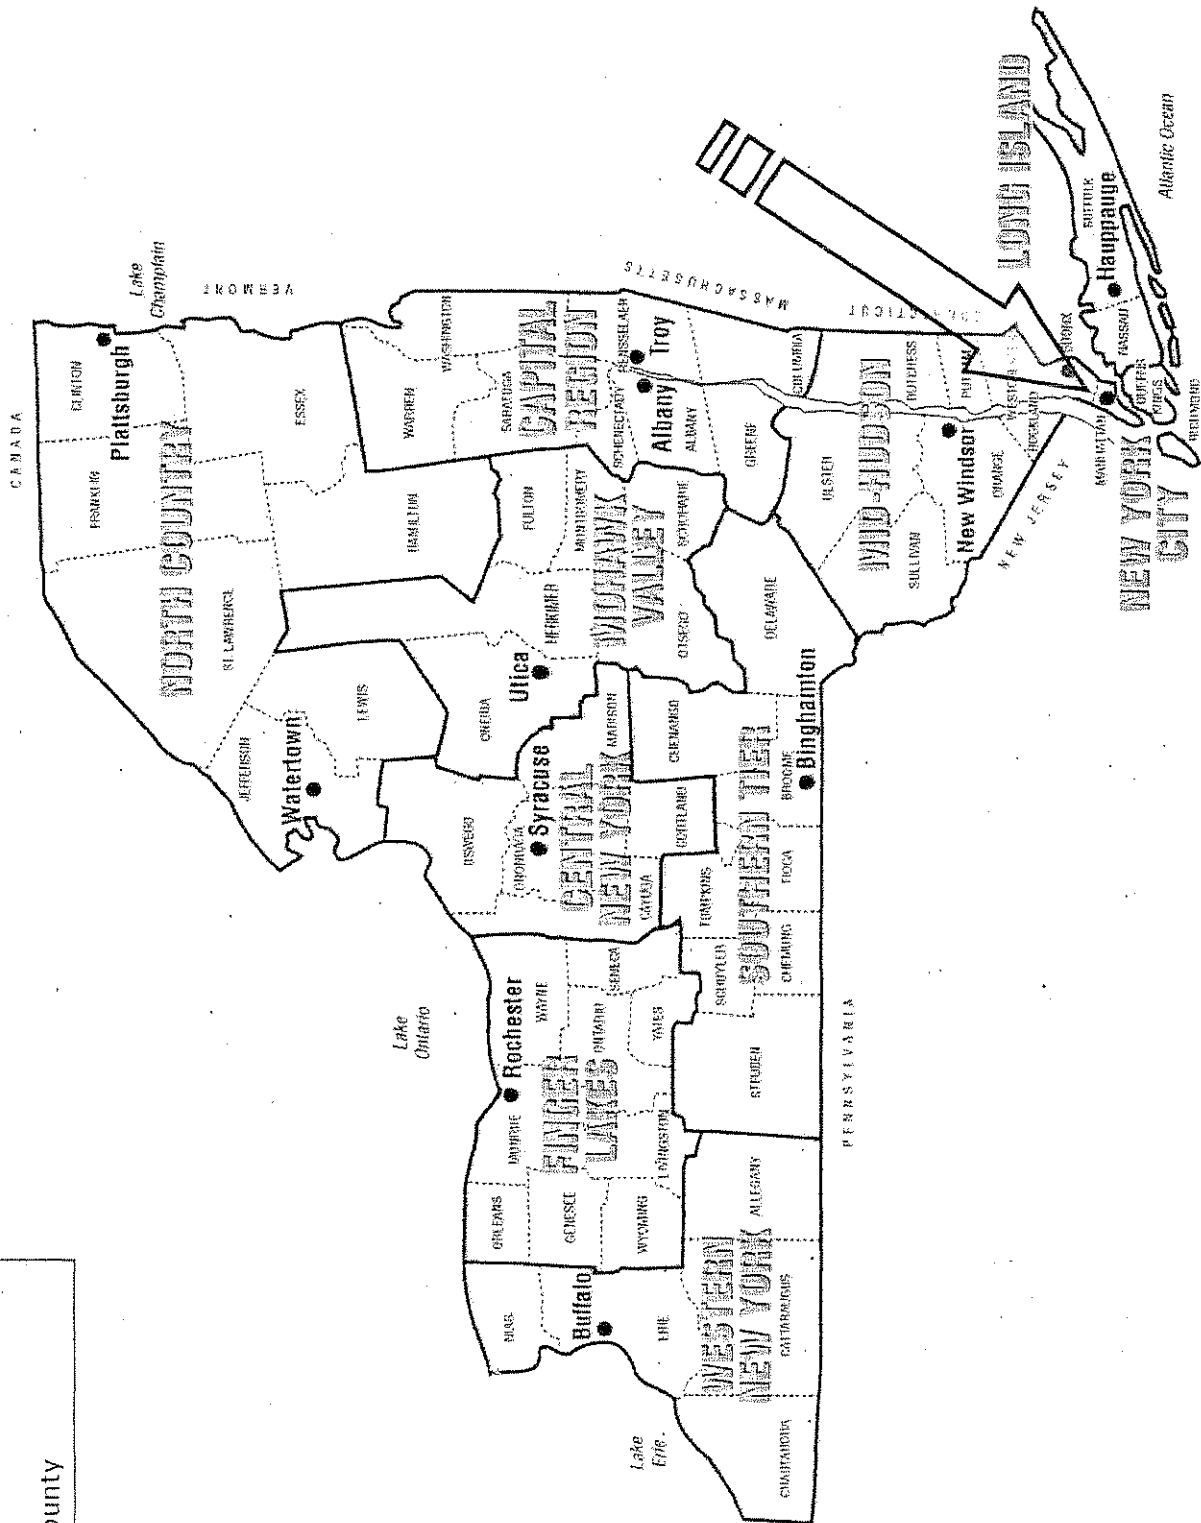 ounty
CANADA
CLINTON
FRANKLIN
Plattsburgh
Lake
Champlain
NORTH COUNTRY
VERMONT
ST. LAWRENCE
JEFFERSON
ESSEX
Watertown
LEWIS
HAMILTON
WARREN
WASHINGTON
Lake
Ontario
OSWEGO
ONEIDA
HERKIMER
FULTON
SARATOGA
ORLEANS
MONROE
Rochester
WAYNE
ONONDAGA
Syracuse
Utica
MONTGOMERY
CAPITAL
REGION
NIAG.
Buffalo
GENESEE
FINGER
LAKES
ONTARIO
SENECA
CENTRAL
NEW YORK
MADISON
MOHAWK
VALLEY
SCHENECTADY
RENSSELAER
Troy
Albany
ALBANY
MASSACHUSETTS
Lake
Erie
ERIE
WYOMING
LIVINGSTON
YATES
CAYUGA
CORTLAND
CHENANGO
OTSEGO
SCHOHARIE
WESTERN
NEW YORK
CHAUTAUQUA
CATTARAUGUS
ALLEGANY
STEUBEN
SCHUYLER
TOMPKINS
SOUTHERN TIER
CHEMUNG
TIOGA
BROOME
Binghamton
DELAWARE
GREENE
COLUMBIA
PENNSYLVANIA
ULSTER
MID-HUDSON
SULLIVAN
DUTCHESS
New Windsor
PUTNAM
ORANGE
ROCKLAND
NEW JERSEY
LONG ISLAND
BRONX
SUFFOLK
Hauppauge
NASSAU
MANHATTAN
NEW YORK
CITY
QUEENS
KINGS
RICHMOND
Atlantic Ocean